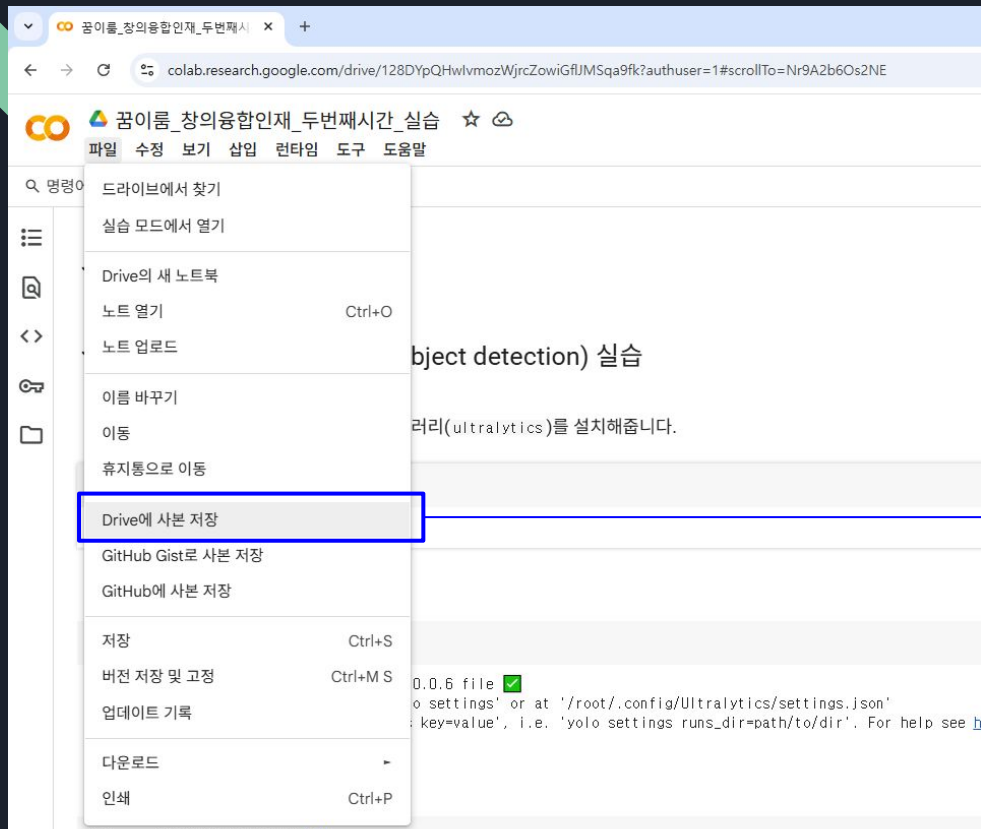 꿈이룸_창의융합인재_두번째시
colab.research.google.com/drive/128DYpQHwIvmozWjrcZowiGflJMSqa9fk?authuser=1#scrollTo=Nr9A2b6Os2NE
꿈이룸_창의융합인재_두번째시간_실습
파일 수정 보기 삽입 런타임 도구 도움말
명령어
드라이브에서 찾기
실습 모드에서 열기
Drive의 새 노트북
노트 열기 Ctrl+O
노트 업로드
bject detection) 실습
이름 바꾸기
이동
러리(ultralytics)를 설치해줍니다.
휴지통으로 이동
Drive에 사본 저장
GitHub Gist로 사본 저장
GitHub에 사본 저장
저장 Ctrl+S
버전 저장 및 고정 Ctrl+M S
0.0.6 file ✅
o settings' or at '/root/.config/Ultralytics/settings.json'
업데이트 기록
key=value', i.e. 'yolo settings runs_dir=path/to/dir'. For help see h
다운로드
인쇄 Ctrl+P